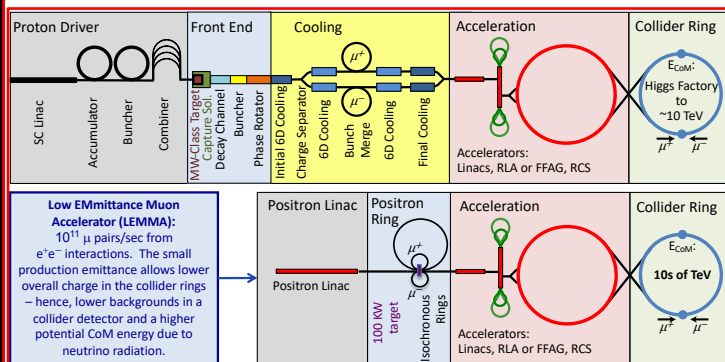 Proton Driver
Front End
Cooling
Acceleration
Collider Ring
SC Linac
Accumulator
Buncher
Combiner
MW-Class Target
Capture Sol.
Decay Channel
Buncher
Phase Rotator
Initial 6D Cooling
Charge Separator
6D Cooling
μ⁺
μ⁻
Bunch
Merge
6D Cooling
Final Cooling
Accelerators:
Linacs, RLA or FFAG, RCS
E_CoM:
Higgs Factory
to
~10 TeV
μ⁺ μ⁻
Low EMmittance Muon
Accelerator (LEMMA):
10¹¹ μ pairs/sec from
e⁺e⁻ interactions. The small
production emittance allows lower
overall charge in the collider rings
– hence, lower backgrounds in a
collider detector and a higher
potential CoM energy due to
neutrino radiation.
Positron Linac
Positron
Ring
Acceleration
Collider Ring
Positron Linac
100 KW
target
μ⁺
μ⁻
Isochronous
Rings
Accelerators:
Linacs, RLA or FFAG, RCS
E_CoM:
10s of TeV
μ⁺ μ⁻